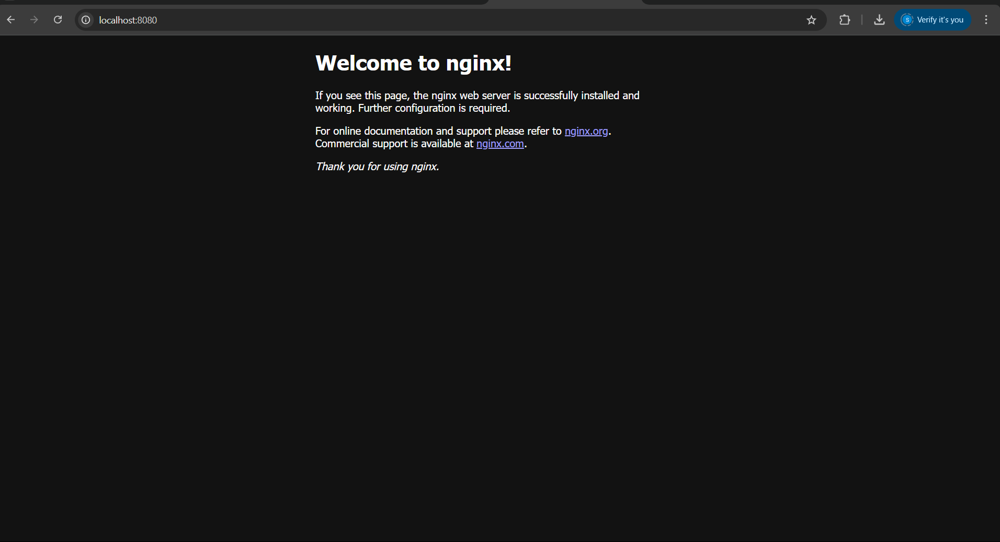 localhost:8080
S
Verify it's you
Welcome to nginx!
If you see this page, the nginx web server is successfully installed and
working. Further configuration is required.
For online documentation and support please refer to nginx.org.
Commercial support is available at nginx.com.
Thank you for using nginx.